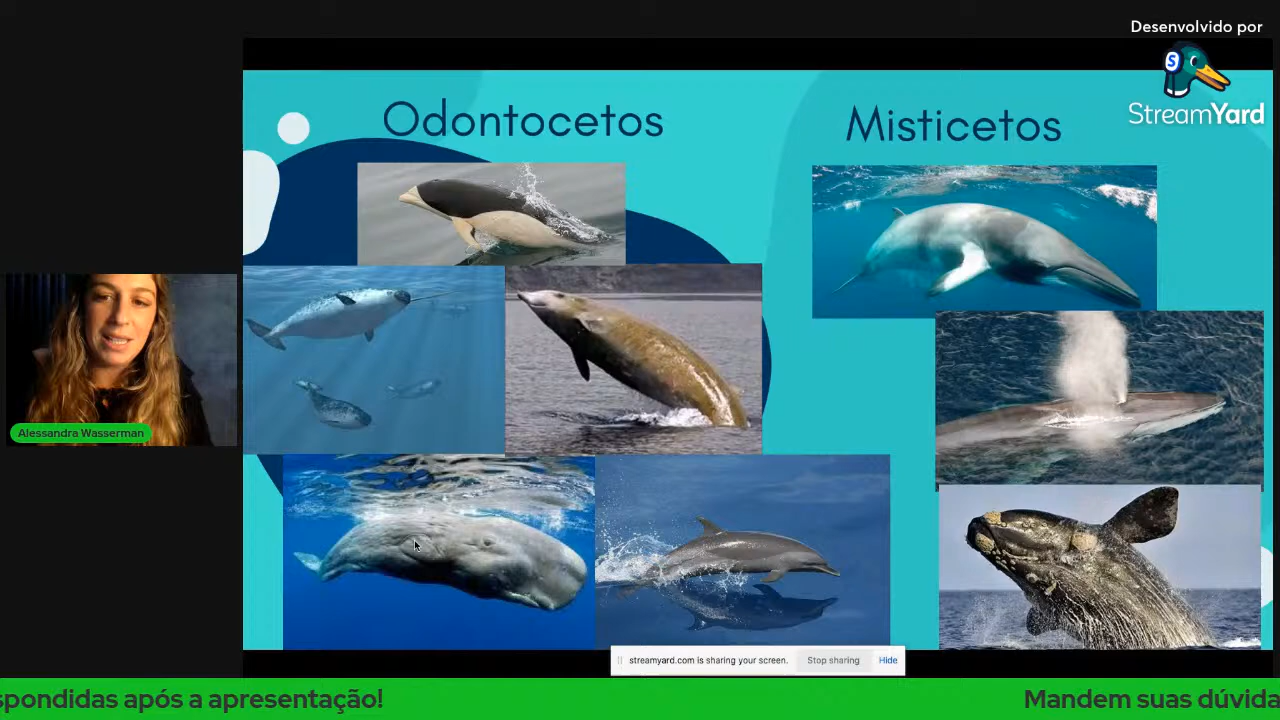 Desenvolvido por
StreamYard
Odontocetos
Misticetos
Alessandra Wasserman
streamyard.com is sharing your screen.
Stop sharing
Hide
spondidas após a apresentação!
Mandem suas dúvida